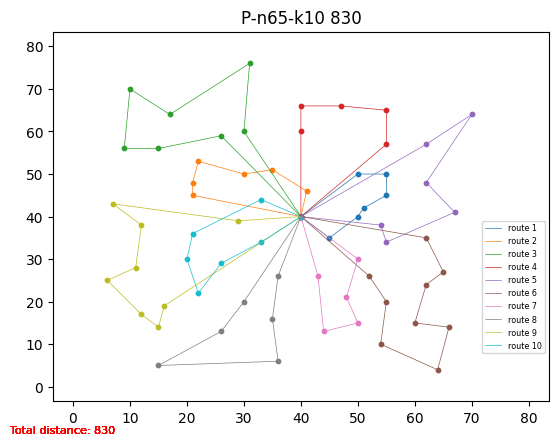 P-n65-k10 830
80
70
60
50
40
30
20
10
0
0 10 20 30 40 50 60 70 80
route 1
route 2
route 3
route 4
route 5
route 6
route 7
route 8
route 9
route 10
Total distance: 830